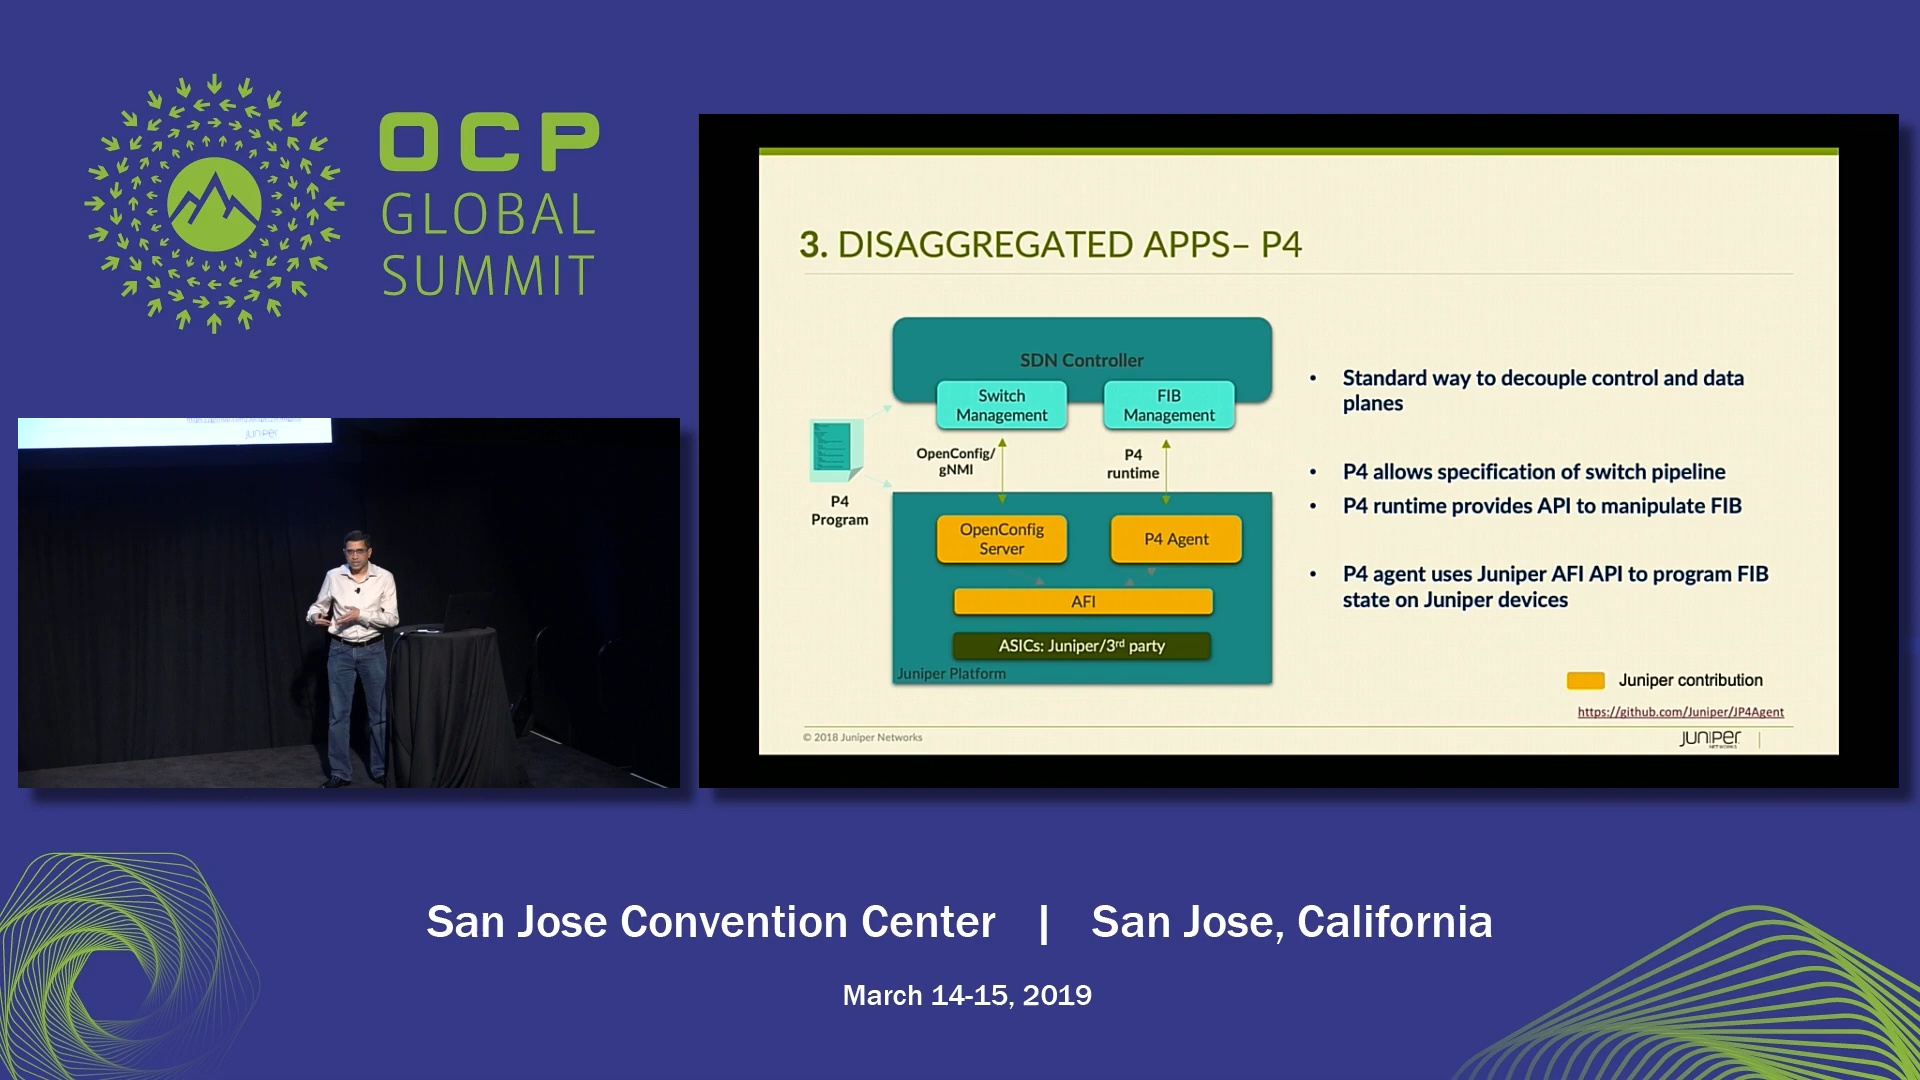 OCP
GLOBAL
SUMMIT
3. DISAGGREGATED APPS– P4
SDN Controller
Switch
Management
FIB
Management
OpenConfig/
gNMI
P4
runtime
P4
Program
OpenConfig
Server
P4 Agent
AFI
ASICs: Juniper/3rd party
Juniper Platform
• Standard way to decouple control and data
planes
• P4 allows specification of switch pipeline
• P4 runtime provides API to manipulate FIB
• P4 agent uses Juniper AFI API to program FIB
state on Juniper devices
Juniper contribution
https://github.com/Juniper/JP4Agent
© 2018 Juniper Networks
JUNIPER
NETWORKS
JUNIPER
San Jose Convention Center | San Jose, California
March 14-15, 2019